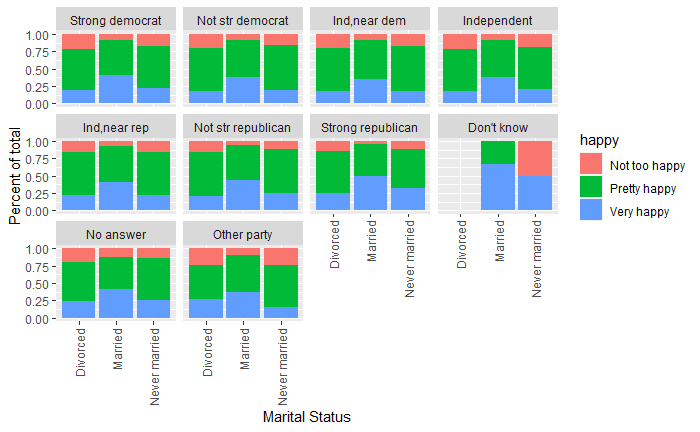 Strong democrat Not str democrat Ind,near dem Independent
1.00
0.75
0.50
0.25
0.00
Ind,near rep Not str republican Strong republican Don't know
1.00
0.75
0.50
0.25
0.00
No answer Other party
1.00
0.75
0.50
0.25
0.00
Divorced Married Never married Divorced Married Never married
Divorced Married Never married Divorced Married Never married
Percent of total
Marital Status
happy
Not too happy
Pretty happy
Very happy